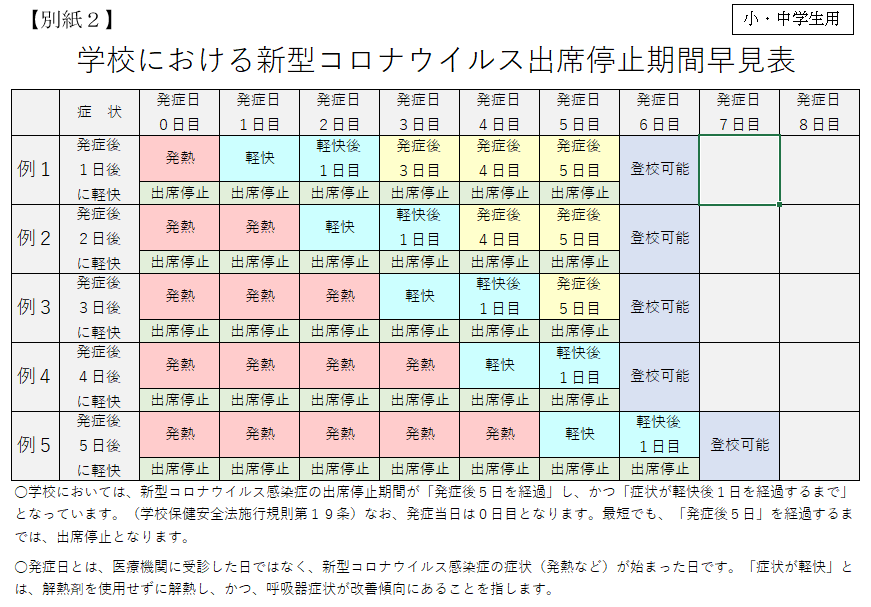 【別紙２】
小・中学生用
学校における新型コロナウイルス出席停止期間早見表
症　状 発症日０日目 発症日１日目 発症日２日目 発症日３日目 発症日４日目 発症日５日目 発症日６日目 発症日７日目 発症日８日目
例１ 発症後１日後に軽快 発熱 軽快 軽快後１日目 発症後３日目 発症後４日目 発症後５日目 登校可能
出席停止 出席停止 出席停止 出席停止 出席停止 出席停止
例２ 発症後２日後に軽快 発熱 発熱 軽快 軽快後１日目 発症後４日目 発症後５日目 登校可能
出席停止 出席停止 出席停止 出席停止 出席停止 出席停止
例３ 発症後３日後に軽快 発熱 発熱 発熱 軽快 軽快後１日目 発症後５日目 登校可能
出席停止 出席停止 出席停止 出席停止 出席停止 出席停止
例４ 発症後４日後に軽快 発熱 発熱 発熱 発熱 軽快 軽快後１日目 登校可能
出席停止 出席停止 出席停止 出席停止 出席停止 出席停止
例５ 発症後５日後に軽快 発熱 発熱 発熱 発熱 発熱 軽快 軽快後１日目 登校可能
出席停止 出席停止 出席停止 出席停止 出席停止 出席停止 出席停止
〇学校においては、新型コロナウイルス感染症の出席停止期間が「発症後５日を経過」し、かつ「症状が軽快後１日を経過するまで」
となっています。（学校保健安全法施行規則第１９条）なお、発症当日は０日目となります。最短でも、「発症後５日」を経過するま
では、出席停止となります。
〇発症日とは、医療機関に受診した日ではなく、新型コロナウイルス感染症の症状（発熱など）が始まった日です。「症状が軽快」と
は、解熱剤を使用せずに解熱し、かつ、呼吸器症状が改善傾向にあることを指します。